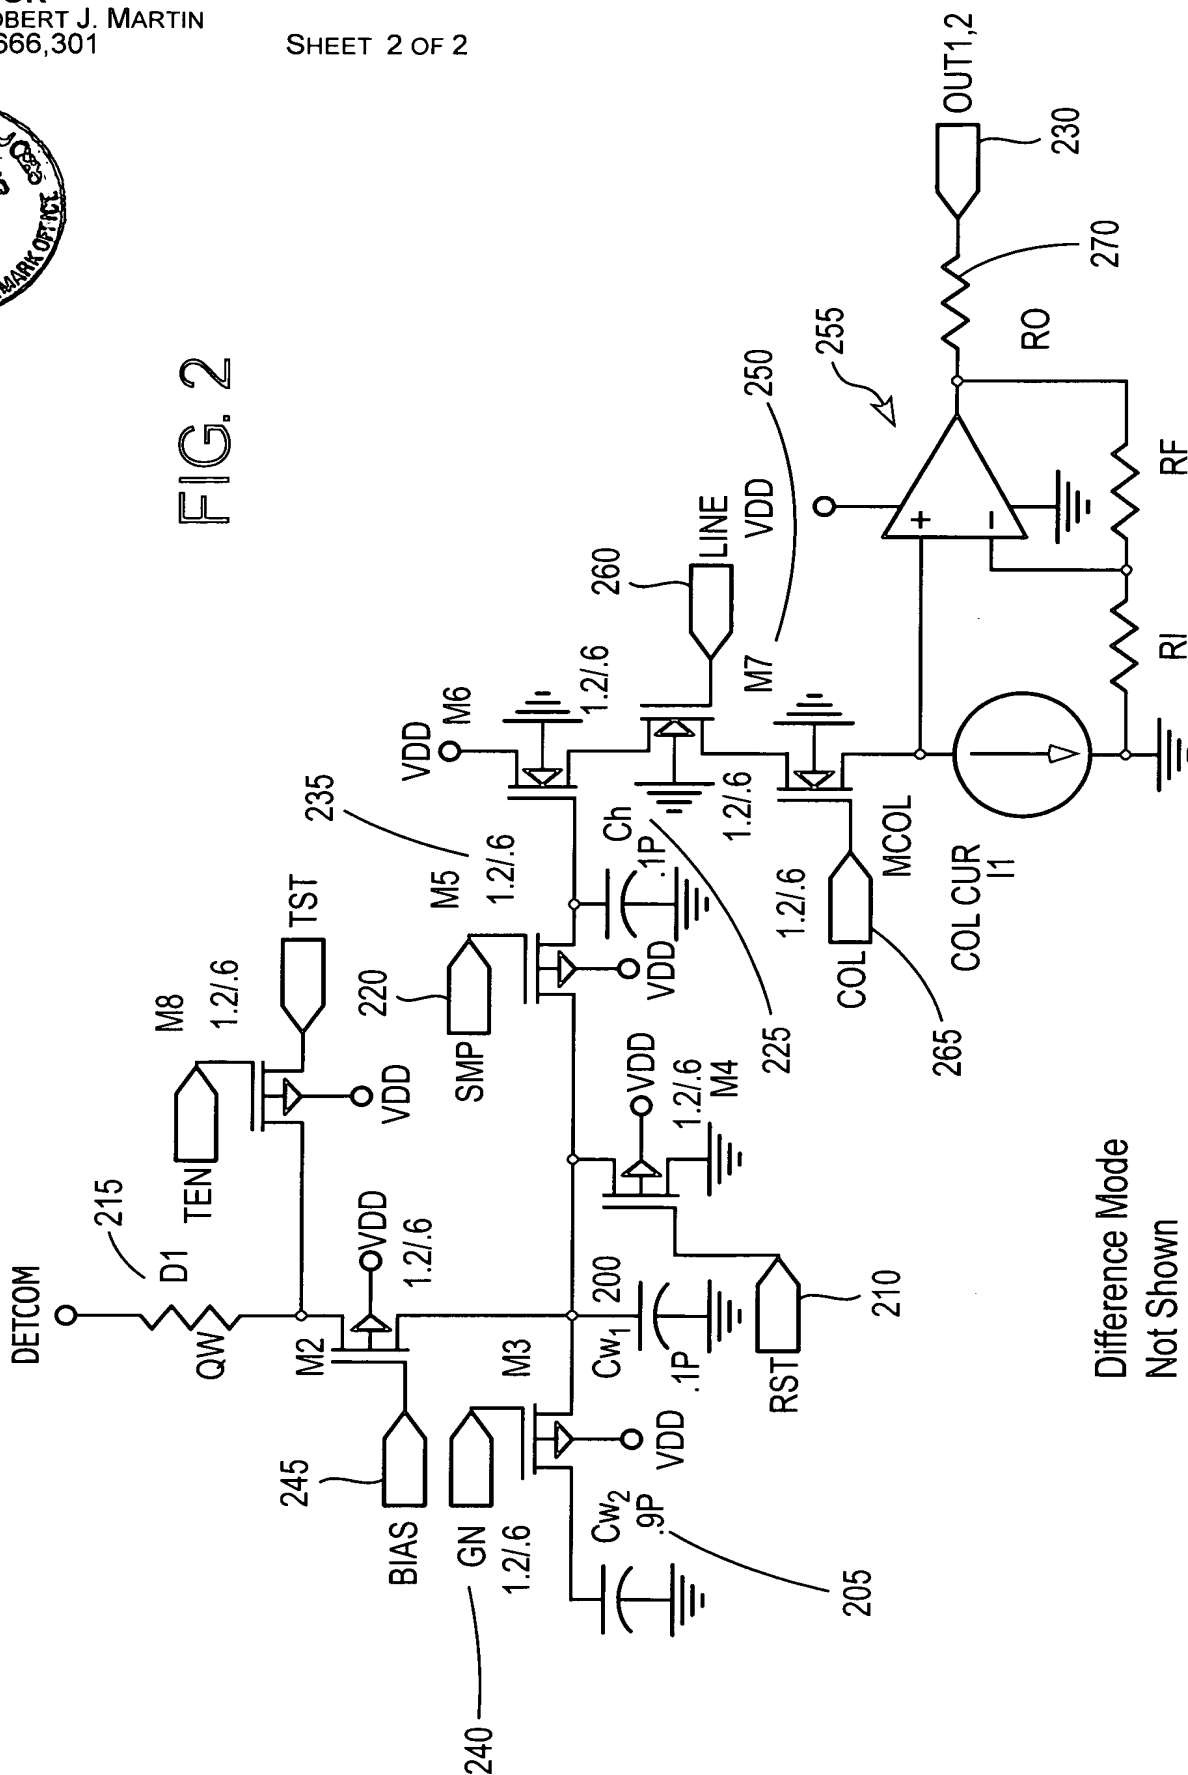 OBERT J. MARTIN
666,301
SHEET 2 OF 2
MARK OFFICE
FIG. 2
DETCOM
D1
215
QW
M2
VDD
1.2/.6
BIAS
245
TEN
M8
1.2/.6
TST
VDD
GN
240
1.2/.6
M3
VDD
Cw2
.9P
205
Cw1
200
.1P
RST
210
VDD
1.2/.6
M4
SMP
220
M5
1.2/.6
235
VDD
Ch
.1P
225
VDD
M6
1.2/.6
LINE
260
M7
1.2/.6
250
COL
265
1.2/.6
MCOL
COL CUR
I1
VDD
255
+
−
RI
RF
RO
270
OUT1,2
230
Difference Mode
Not Shown